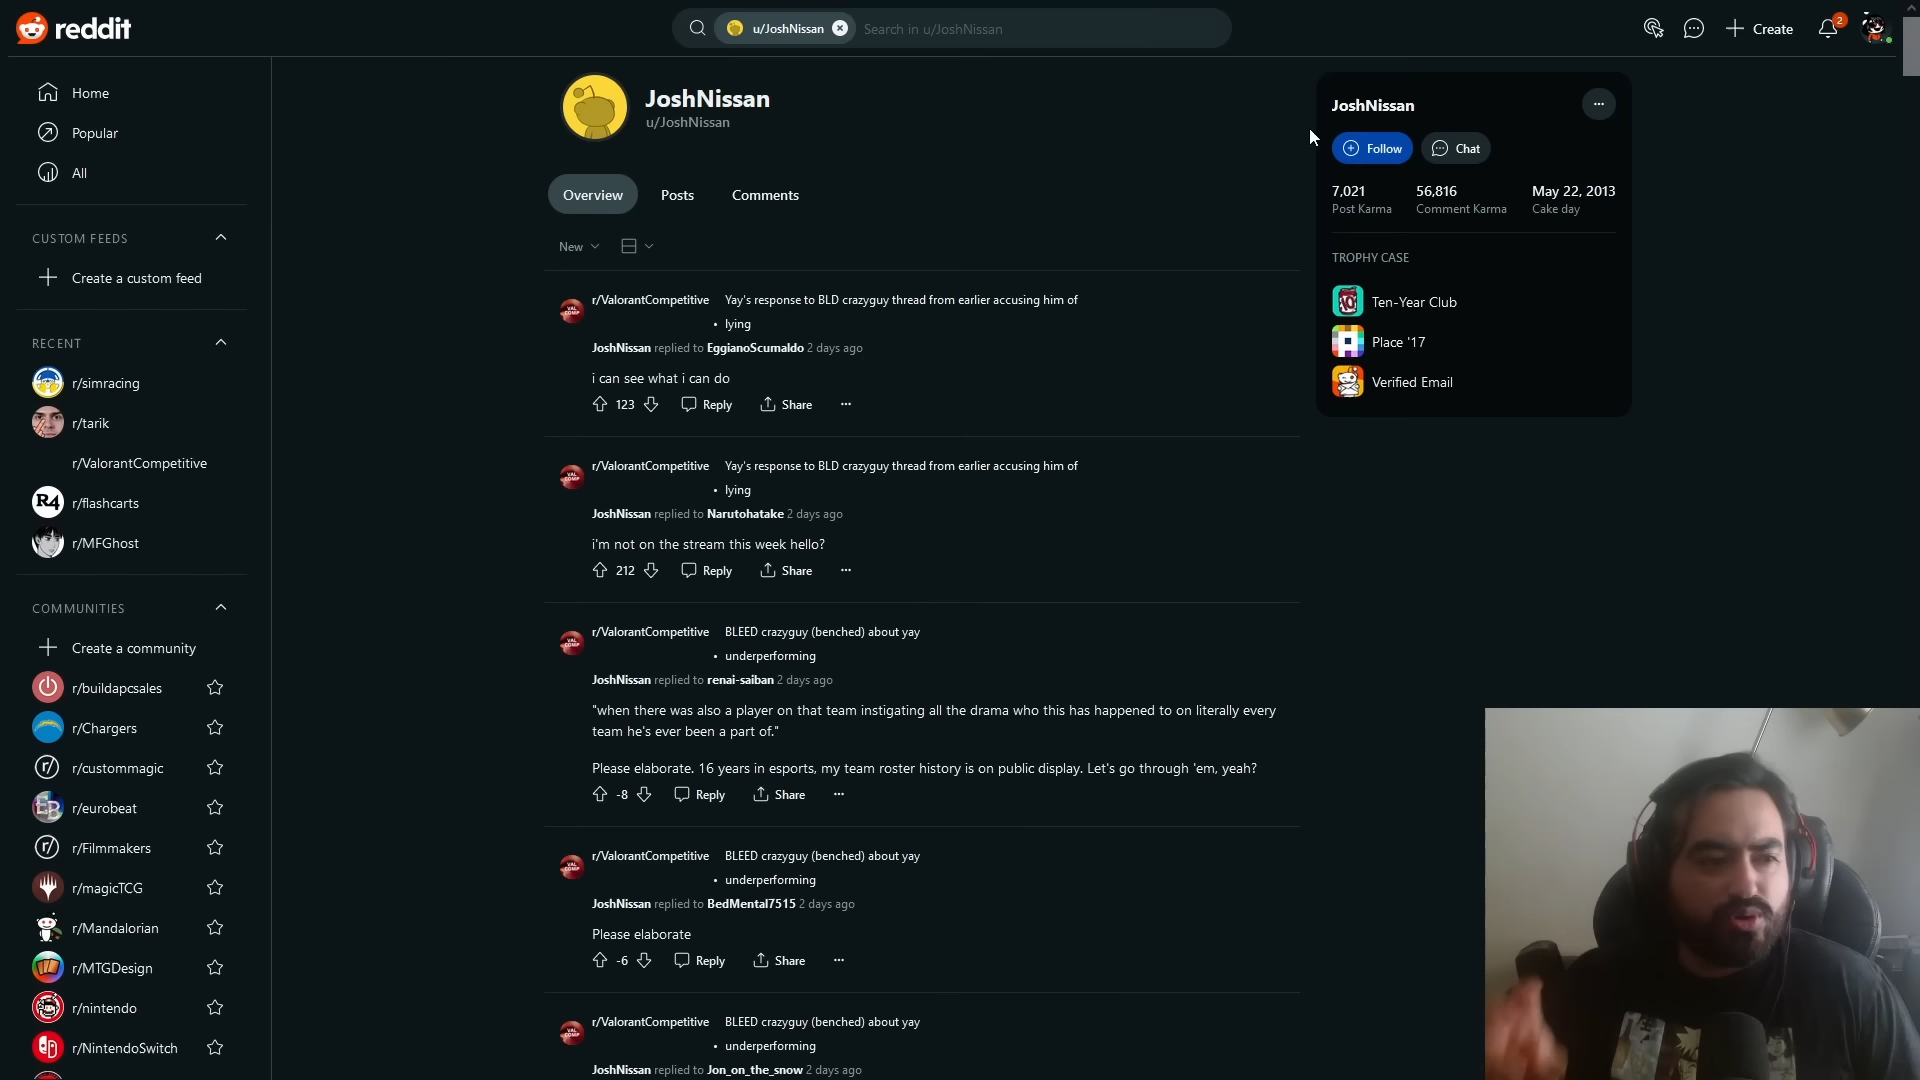 reddit
u/JoshNissan
Search in u/JoshNissan
Create
2
Home
Popular
All
CUSTOM FEEDS
Create a custom feed
RECENT
r/simracing
r/tarik
r/ValorantCompetitive
R4
r/flashcarts
r/MFGhost
COMMUNITIES
Create a community
r/buildapcsales
r/Chargers
r/custommagic
r/eurobeat
r/Filmmakers
r/magicTCG
r/Mandalorian
r/MTGDesign
r/nintendo
r/NintendoSwitch
JoshNissan
u/JoshNissan
Overview
Posts
Comments
New
r/ValorantCompetitive Yay's response to BLD crazyguy thread from earlier accusing him of
• lying
JoshNissan replied to EggianoScumaldo 2 days ago
i can see what i can do
123 Reply Share
r/ValorantCompetitive Yay's response to BLD crazyguy thread from earlier accusing him of
• lying
JoshNissan replied to Narutohatake 2 days ago
i'm not on the stream this week hello?
212 Reply Share
r/ValorantCompetitive BLEED crazyguy (benched) about yay
• underperforming
JoshNissan replied to renai-saiban 2 days ago
"when there was also a player on that team instigating all the drama who this has happened to on literally every
team he's ever been a part of."
Please elaborate. 16 years in esports, my team roster history is on public display. Let's go through 'em, yeah?
-8 Reply Share
r/ValorantCompetitive BLEED crazyguy (benched) about yay
• underperforming
JoshNissan replied to BedMental7515 2 days ago
Please elaborate
-6 Reply Share
r/ValorantCompetitive BLEED crazyguy (benched) about yay
• underperforming
JoshNissan replied to Jon_on_the_snow 2 days ago
JoshNissan
Follow
Chat
7,021 56,816 May 22, 2013
Post Karma Comment Karma Cake day
TROPHY CASE
Ten-Year Club
Place '17
Verified Email